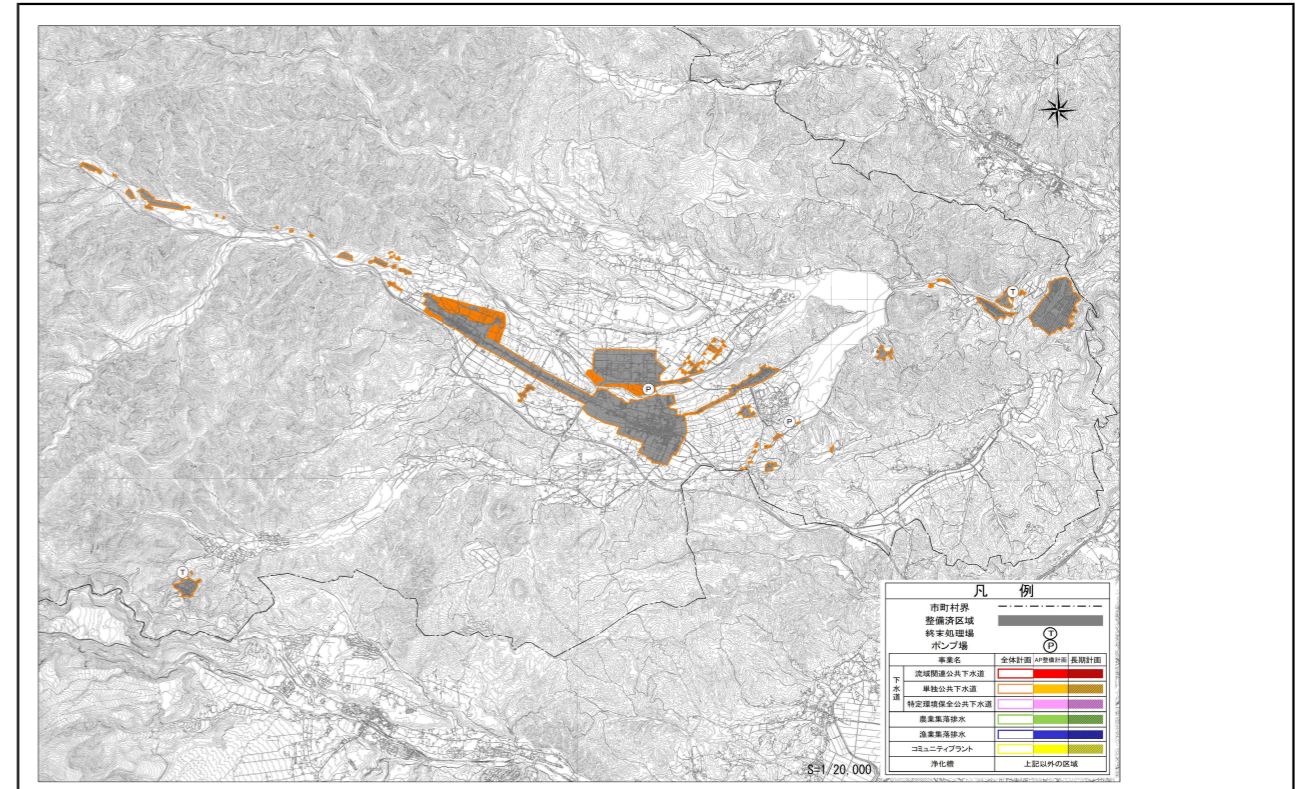 T
P
P
T
S=1/20,000
凡 例
市町村界
整備済区域
終末処理場 T
ポンプ場 P
事業名 全体計画 AP整備計画 長期計画
下水道
流域関連公共下水道
単独公共下水道
特定環境保全公共下水道
農業集落排水
漁業集落排水
コミュニティプラント
浄化槽 上記以外の区域